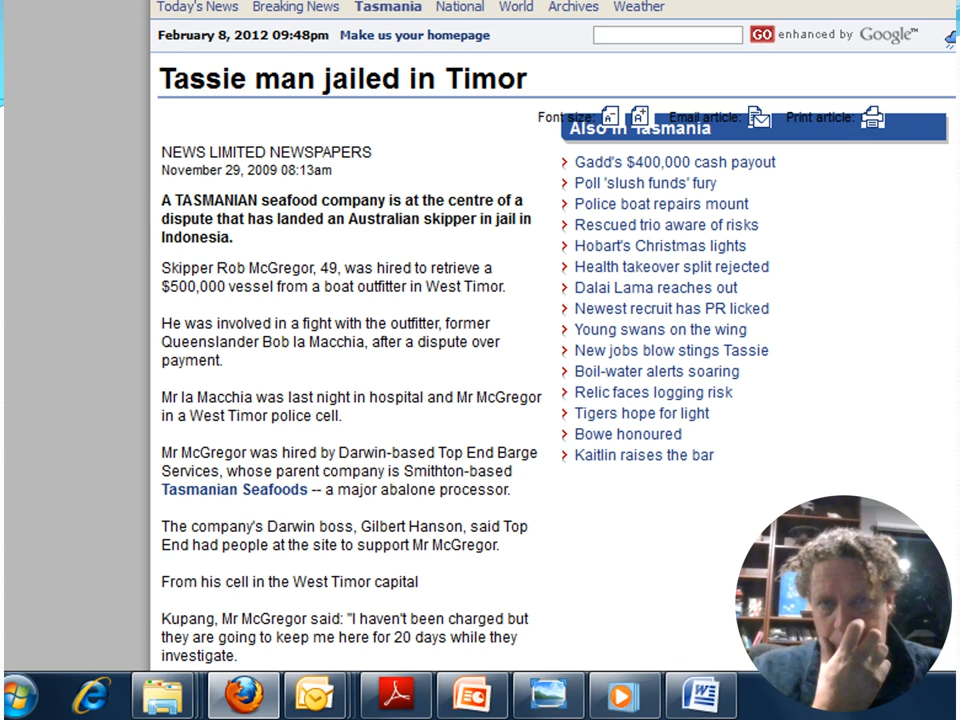 Today's News Breaking News Tasmania National World Archives Weather
February 8, 2012 09:48pm Make us your homepage GO enhanced by Google™
Tassie man jailed in Timor
Font size: A- A+ Email article: Print article:
Also in Tasmania
NEWS LIMITED NEWSPAPERS
November 29, 2009 08:13am
A TASMANIAN seafood company is at the centre of a
dispute that has landed an Australian skipper in jail in
Indonesia.
Skipper Rob McGregor, 49, was hired to retrieve a
$500,000 vessel from a boat outfitter in West Timor.
He was involved in a fight with the outfitter, former
Queenslander Bob la Macchia, after a dispute over
payment.
Mr la Macchia was last night in hospital and Mr McGregor
in a West Timor police cell.
Mr McGregor was hired by Darwin-based Top End Barge
Services, whose parent company is Smithton-based
Tasmanian Seafoods -- a major abalone processor.
The company's Darwin boss, Gilbert Hanson, said Top
End had people at the site to support Mr McGregor.
From his cell in the West Timor capital
Kupang, Mr McGregor said: "I haven't been charged but
they are going to keep me here for 20 days while they
investigate.
Gadd's $400,000 cash payout
Poll 'slush funds' fury
Police boat repairs mount
Rescued trio aware of risks
Hobart's Christmas lights
Health takeover split rejected
Dalai Lama reaches out
Newest recruit has PR licked
Young swans on the wing
New jobs blow stings Tassie
Boil-water alerts soaring
Relic faces logging risk
Tigers hope for light
Bowe honoured
Kaitlin raises the bar